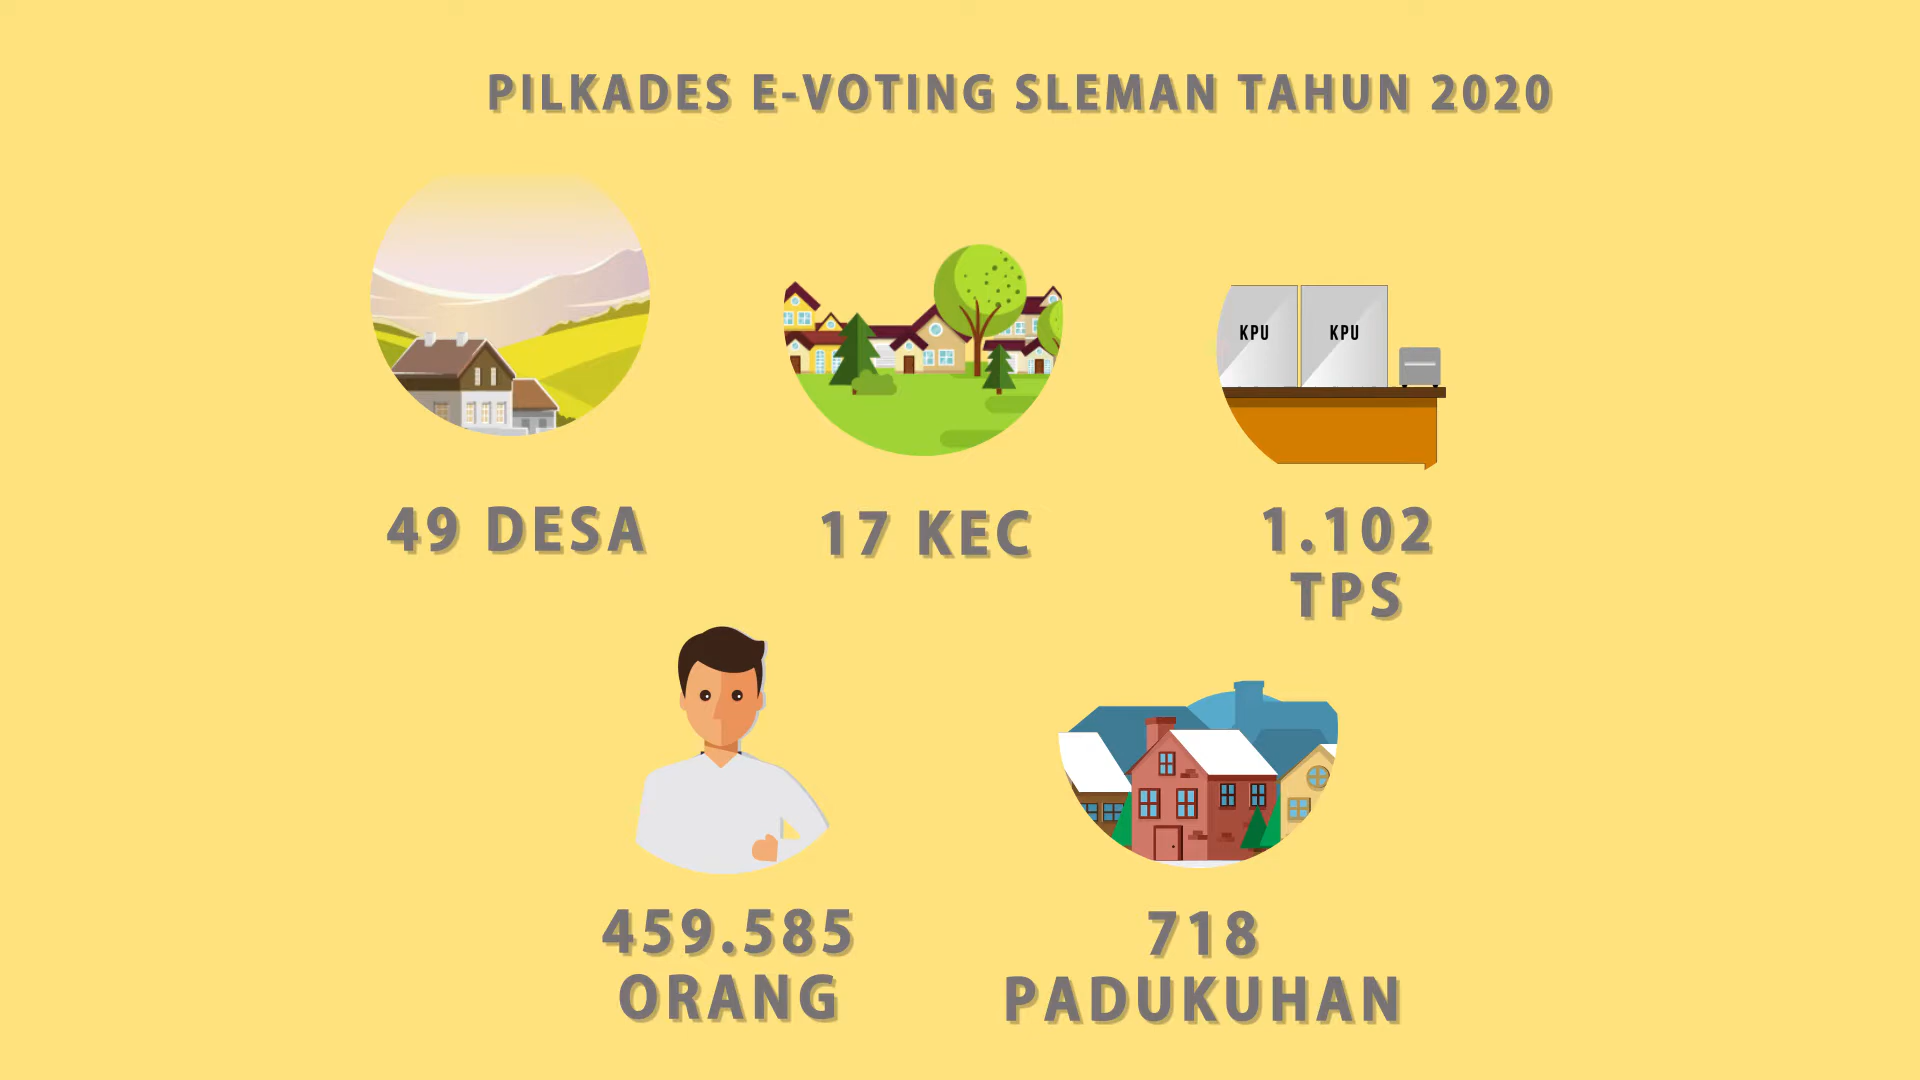 PILKADES E-VOTING SLEMAN TAHUN 2020
KPU
KPU
49 DESA
17 KEC
1.102
TPS
459.585
ORANG
718
PADUKUHAN